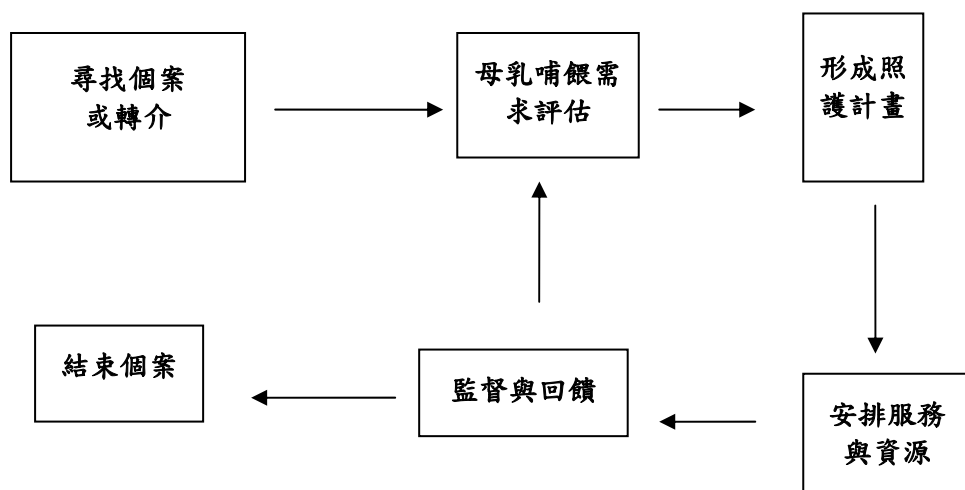 尋找個案
或轉介
母乳哺餵需
求評估
形成照
護計畫
結束個案
監督與回饋
安排服務
與資源